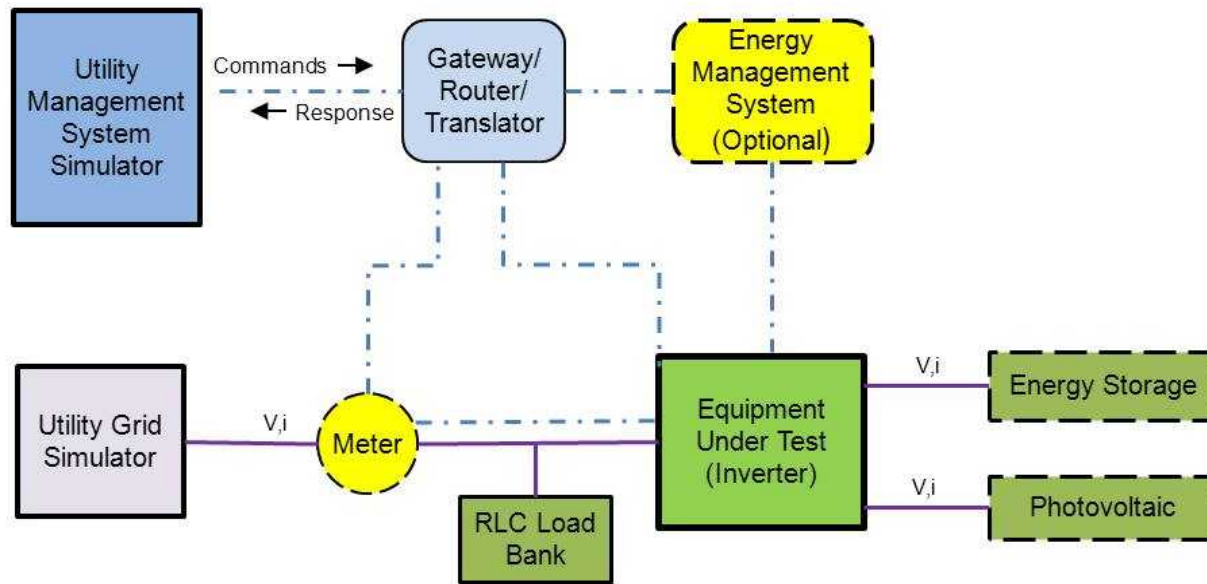 Utility
Management
System
Simulator
Commands
Response
Gateway/
Router/
Translator
Energy
Management
System
(Optional)
Utility Grid
Simulator
V,i
Meter
RLC Load
Bank
Equipment
Under Test
(Inverter)
V,i
Energy Storage
V,i
Photovoltaic